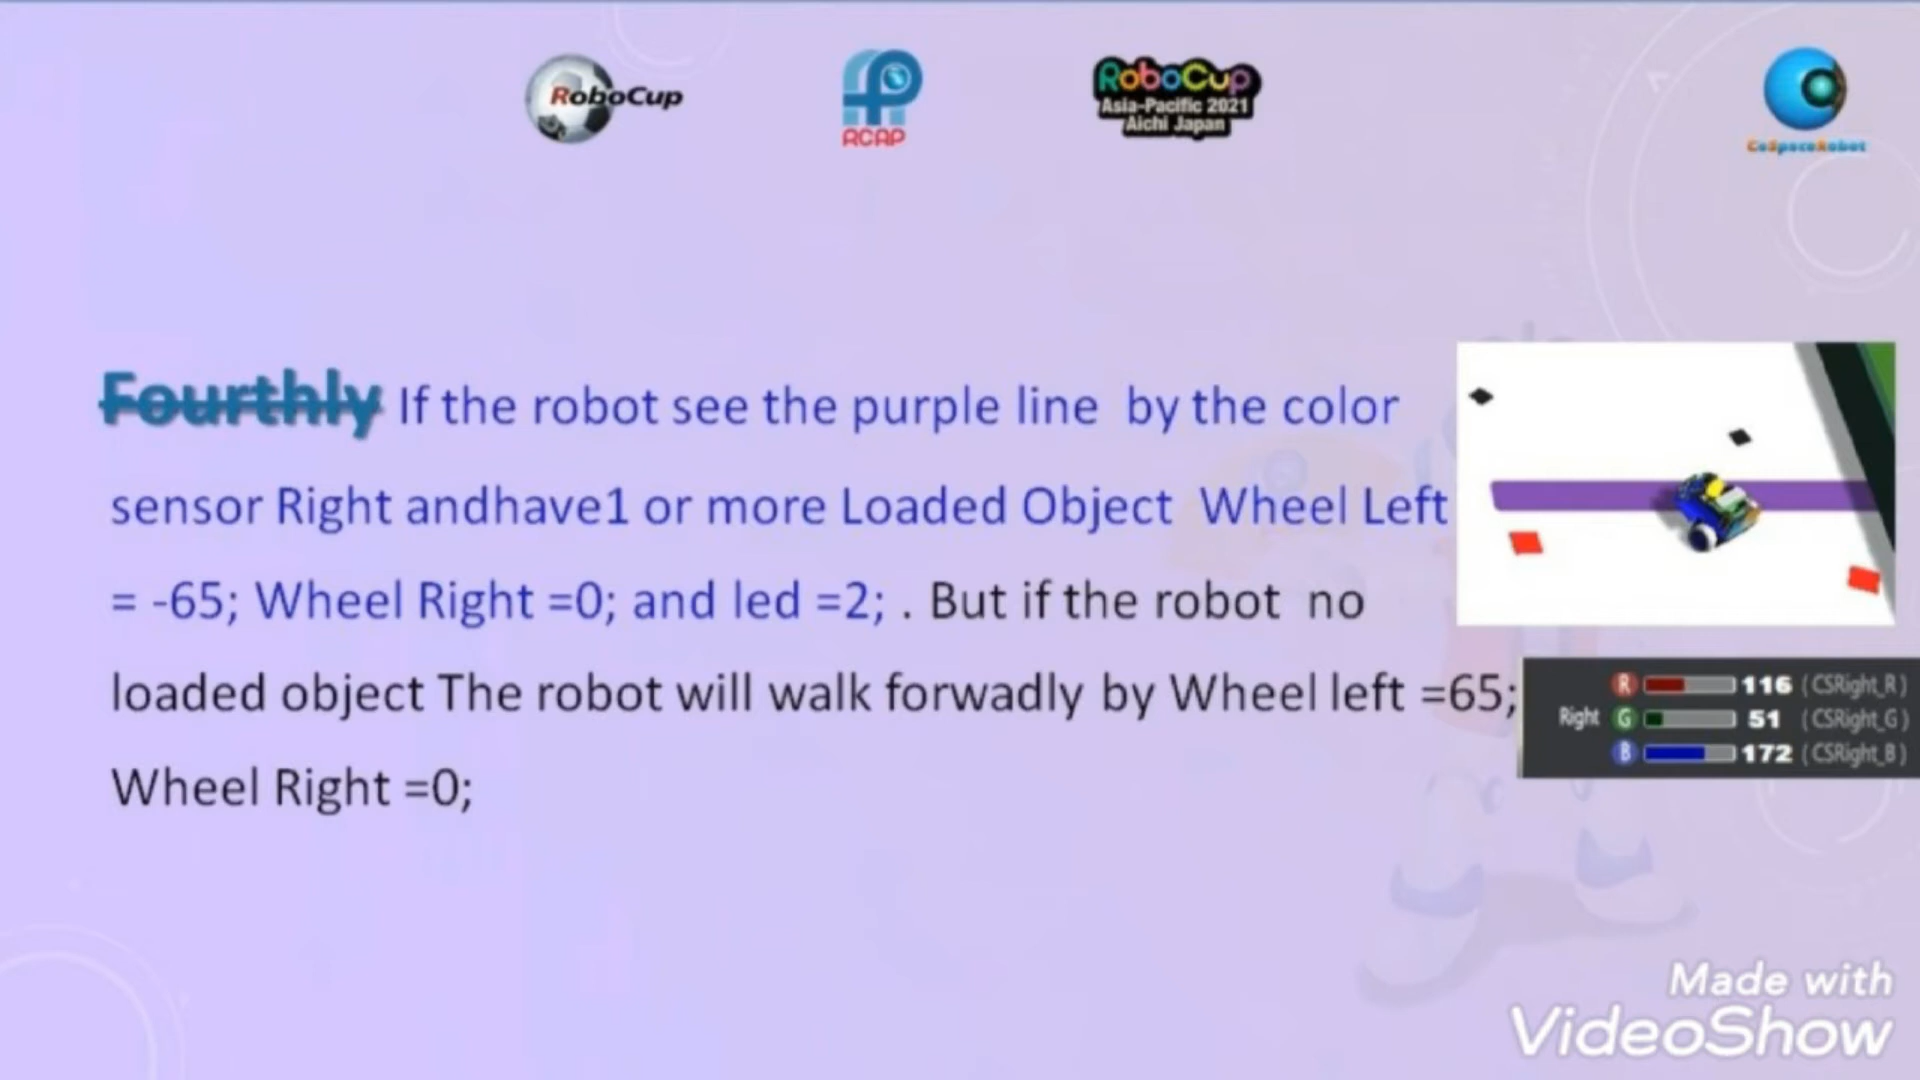 RoboCup
RCAP
RoboCup
Asia-Pacific 2021
Aichi Japan
CoSpaceRobot
Fourthly If the robot see the purple line by the color
sensor Right andhave1 or more Loaded Object Wheel Left
= -65; Wheel Right =0; and led =2; . But if the robot no
loaded object The robot will walk forwadly by Wheel left =65;
Wheel Right =0;
R 116 (CSRight_R)
Right G 51 (CSRight_G)
B 172 (CSRight_B)
Made with
VideoShow